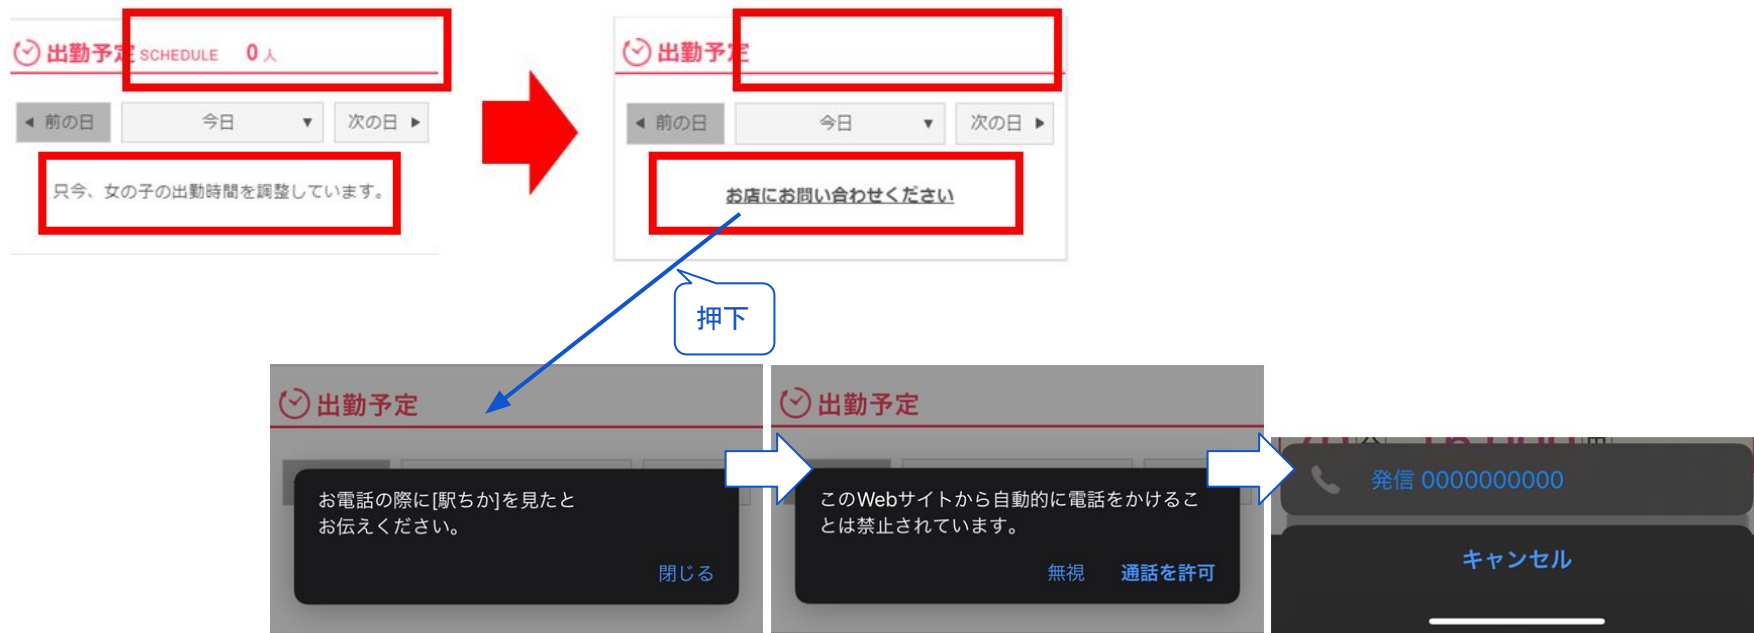 出勤予定 SCHEDULE 0 人
◀ 前の日 今日 ▼ 次の日 ▶
只今、女の子の出勤時間を調整しています。
出勤予定
◀ 前の日 今日 ▼ 次の日 ▶
お店にお問い合わせください
押下
出勤予定
お電話の際に[駅ちか]を見たと
お伝えください。
閉じる
出勤予定
このWebサイトから自動的に電話をかけるこ
とは禁止されています。
無視 通話を許可
発信 0000000000
キャンセル